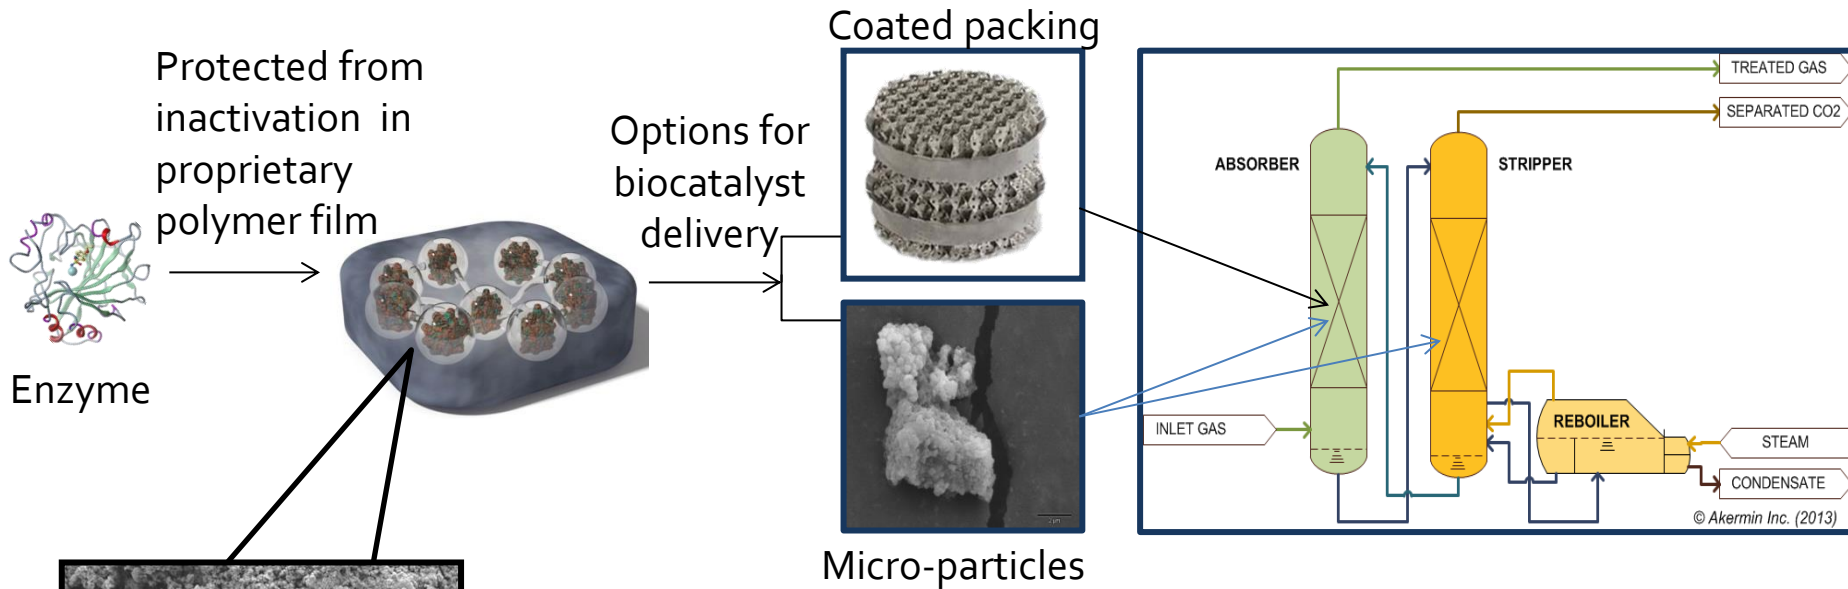 Coated packing
Protected from
inactivation in
proprietary
polymer film
Options for
biocatalyst
delivery
Enzyme
Micro-particles
TREATED GAS
SEPARATED CO2
ABSORBER
STRIPPER
INLET GAS
REBOILER
STEAM
CONDENSATE
© Akermin Inc. (2013)